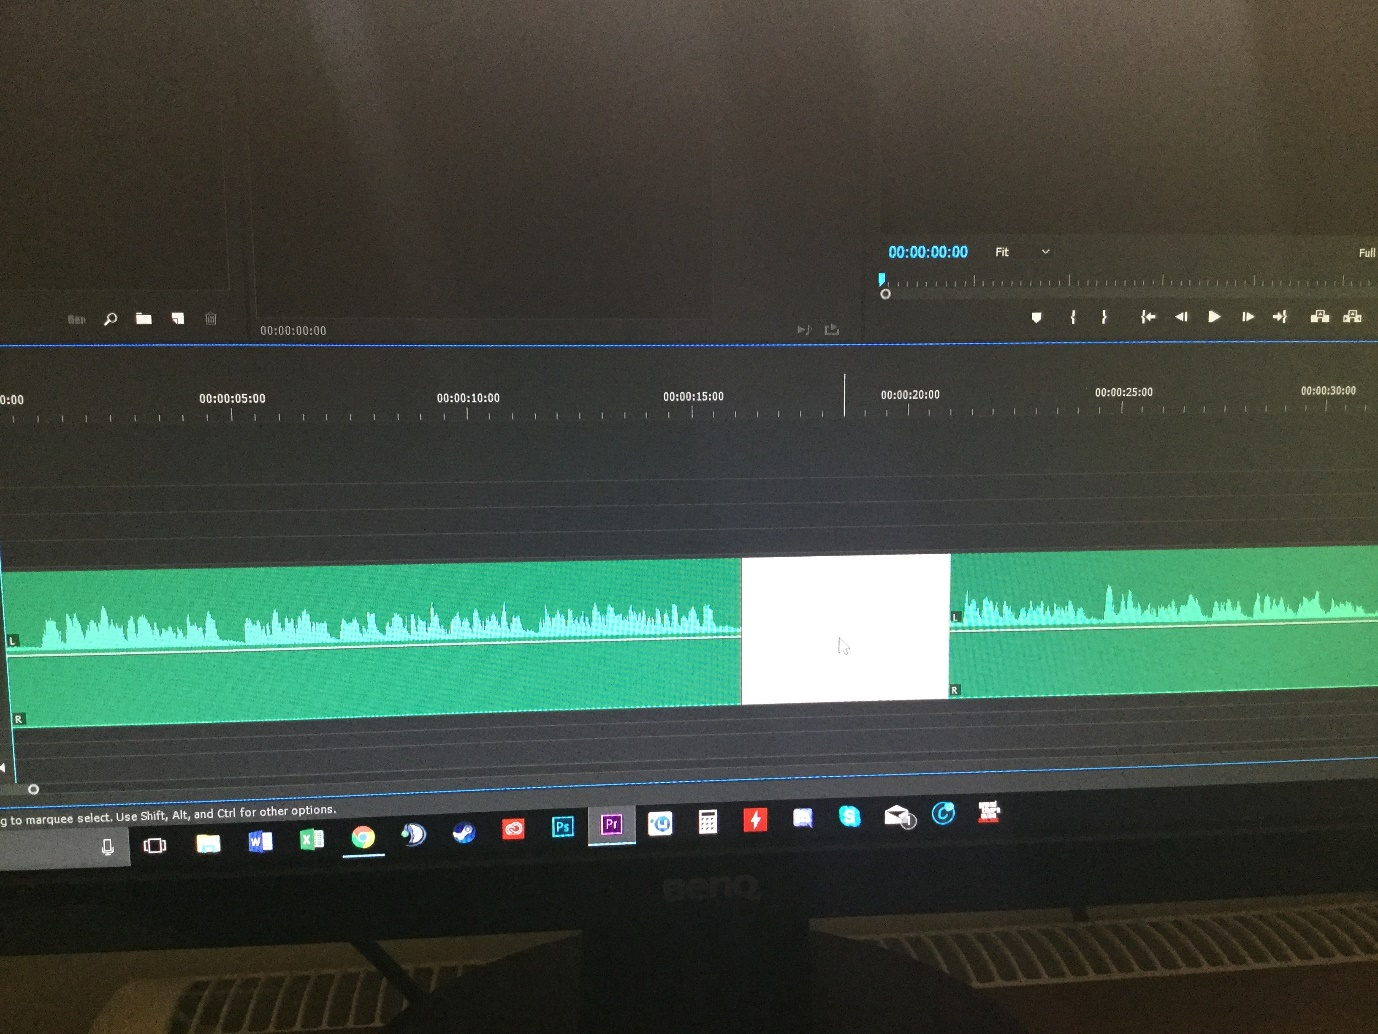 00:00:00:00 Fit Full
00:00:00:00
0:00 00:00:05:00 00:00:10:00 00:00:15:00 00:00:20:00 00:00:25:00 00:00:30:00
L
L
R
R
g to marquee select. Use Shift, Alt, and Ctrl for other options.
W X Ps Pr 1
BenQ